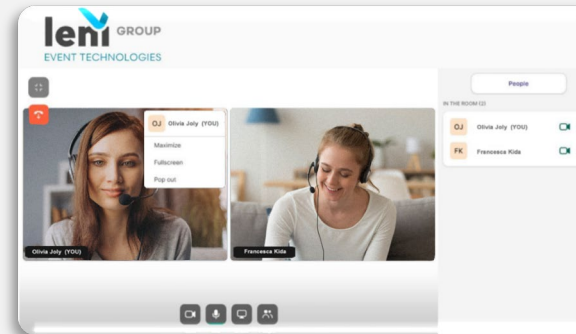 leni GROUP
EVENT TECHNOLOGIES
People
IN THE ROOM (2)
OJ Olivia Joly (YOU)
FK Francesca Kida
OJ Olivia Joly (YOU)
Maximize
Fullscreen
Pop out
Olivia Joly (YOU)
Francesca Kida